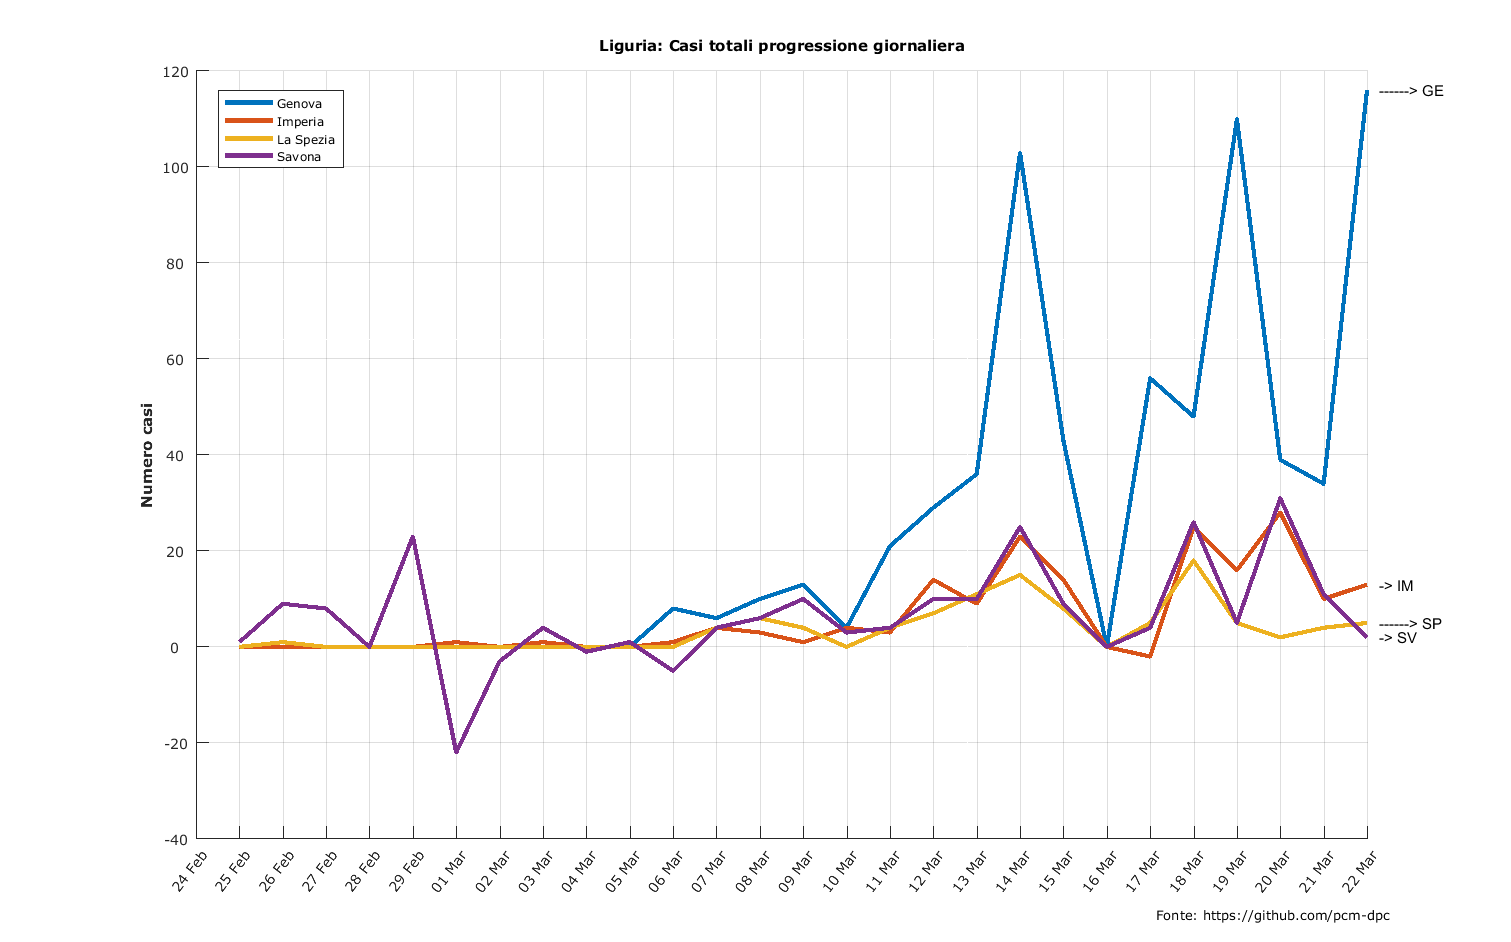 Liguria: Casi totali progressione giornaliera
120
100
80
60
40
20
0
-20
-40
Numero casi
Genova
Imperia
La Spezia
Savona
------> GE
-> IM
------> SP
-> SV
24 Feb
25 Feb
26 Feb
27 Feb
28 Feb
29 Feb
01 Mar
02 Mar
03 Mar
04 Mar
05 Mar
06 Mar
07 Mar
08 Mar
09 Mar
10 Mar
11 Mar
12 Mar
13 Mar
14 Mar
15 Mar
16 Mar
17 Mar
18 Mar
19 Mar
20 Mar
21 Mar
22 Mar
Fonte: https://github.com/pcm-dpc